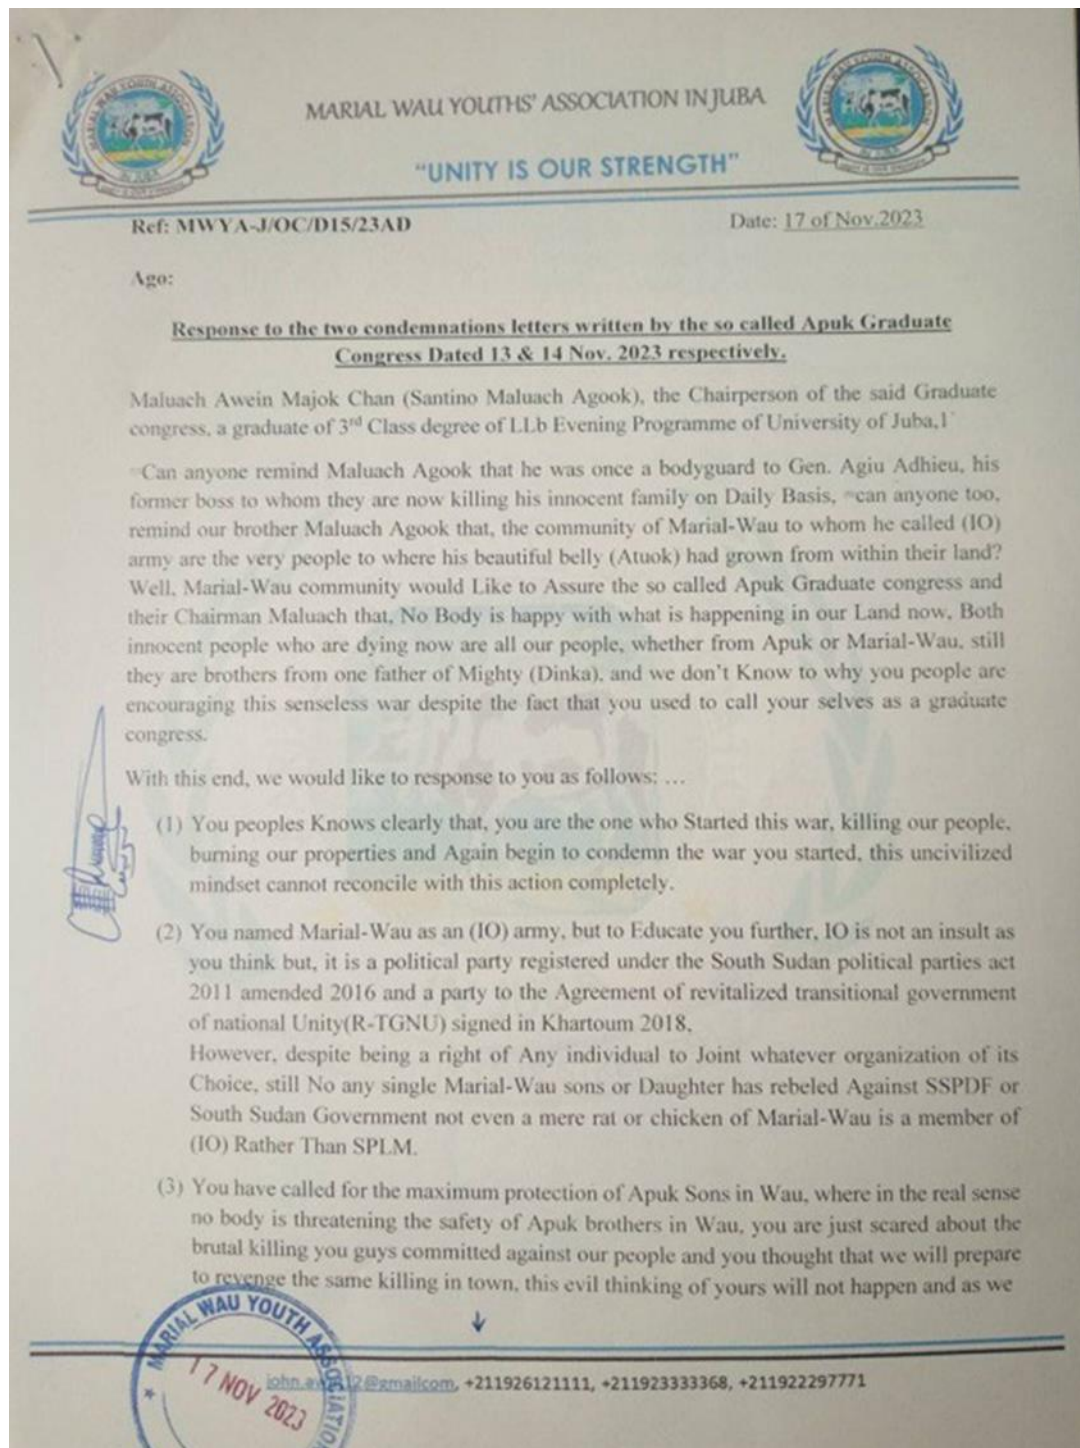 MARIAL WAU YOUTHS' ASSOCIATION IN JUBA
"UNITY IS OUR STRENGTH"
MARIAL WAU YOUTH ASSOCIATION
IN JUBA
Ref: MWYA-J/OC/D15/23AD
Date: 17 of Nov.2023
Ago:
Response to the two condemnations letters written by the so called Apuk Graduate
Congress Dated 13 & 14 Nov. 2023 respectively.
Maluach Awein Majok Chan (Santino Maluach Agook), the Chairperson of the said Graduate
congress, a graduate of 3rd Class degree of LLb Evening Programme of University of Juba,1
"Can anyone remind Maluach Agook that he was once a bodyguard to Gen. Agiu Adhieu, his
former boss to whom they are now killing his innocent family on Daily Basis, "can anyone too,
remind our brother Maluach Agook that, the community of Marial-Wau to whom he called (IO)
army are the very people to where his beautiful belly (Atuok) had grown from within their land?
Well, Marial-Wau community would Like to Assure the so called Apuk Graduate congress and
their Chairman Maluach that, No Body is happy with what is happening in our Land now, Both
innocent people who are dying now are all our people, whether from Apuk or Marial-Wau, still
they are brothers from one father of Mighty (Dinka), and we don't Know to why you people are
encouraging this senseless war despite the fact that you used to call your selves as a graduate
congress.
With this end, we would like to response to you as follows: ...
(1) You peoples Knows clearly that, you are the one who Started this war, killing our people,
burning our properties and Again begin to condemn the war you started, this uncivilized
mindset cannot reconcile with this action completely.
(2) You named Marial-Wau as an (IO) army, but to Educate you further, IO is not an insult as
you think but, it is a political party registered under the South Sudan political parties act
2011 amended 2016 and a party to the Agreement of revitalized transitional government
of national Unity(R-TGNU) signed in Khartoum 2018,
However, despite being a right of Any individual to Joint whatever organization of its
Choice, still No any single Marial-Wau sons or Daughter has rebeled Against SSPDF or
South Sudan Government not even a mere rat or chicken of Marial-Wau is a member of
(IO) Rather Than SPLM.
(3) You have called for the maximum protection of Apuk Sons in Wau, where in the real sense
no body is threatening the safety of Apuk brothers in Wau, you are just scared about the
brutal killing you guys committed against our people and you thought that we will prepare
to revenge the same killing in town, this evil thinking of yours will not happen and as we
MARIAL WAU YOUTH ASSOCIATION
17 NOV 2023
2@gmailcom, +211926121111, +211923333368, +211922297771